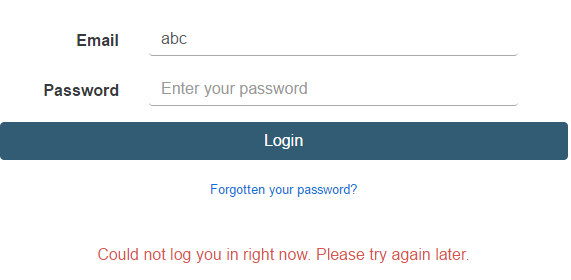 Email abc
Password Enter your password
Login
Forgotten your password?
Could not log you in right now. Please try again later.